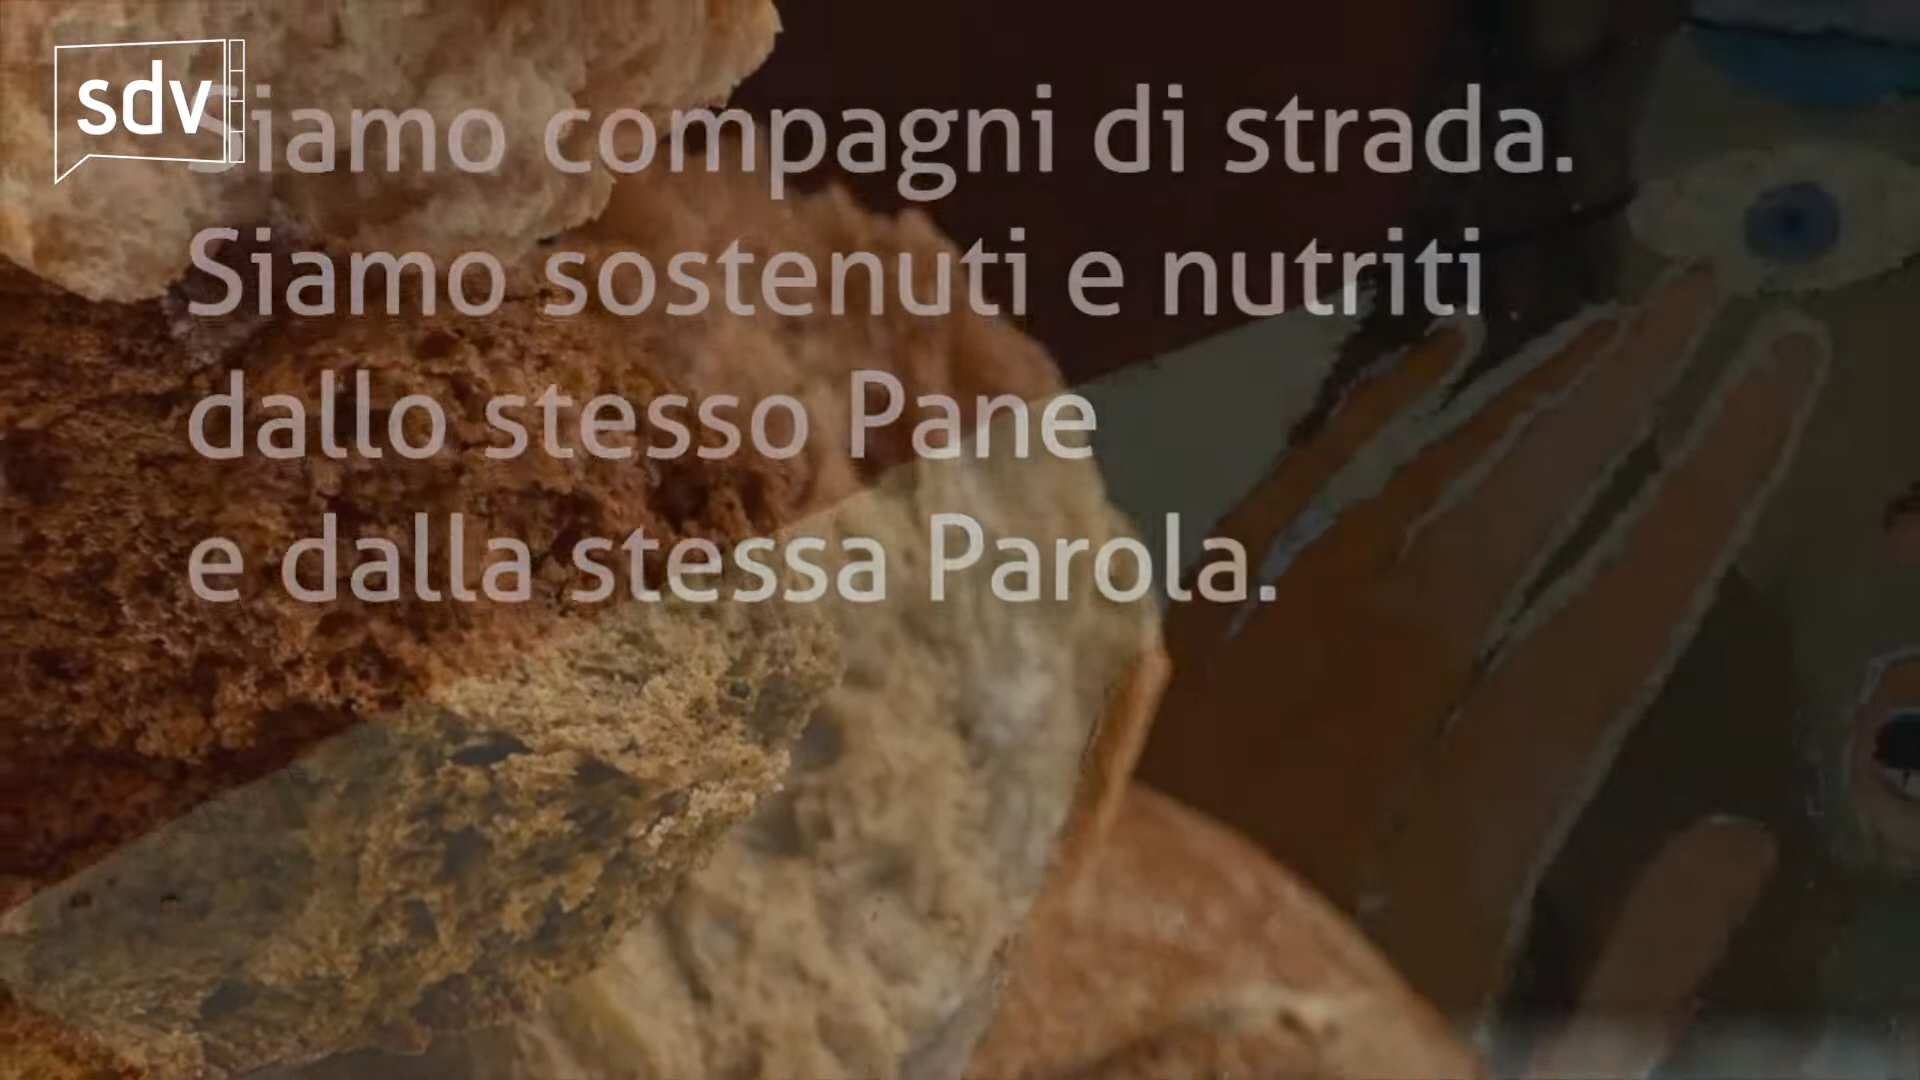 sdv
Siamo compagni di strada.
Siamo sostenuti e nutriti
dallo stesso Pane
e dalla stessa Parola.